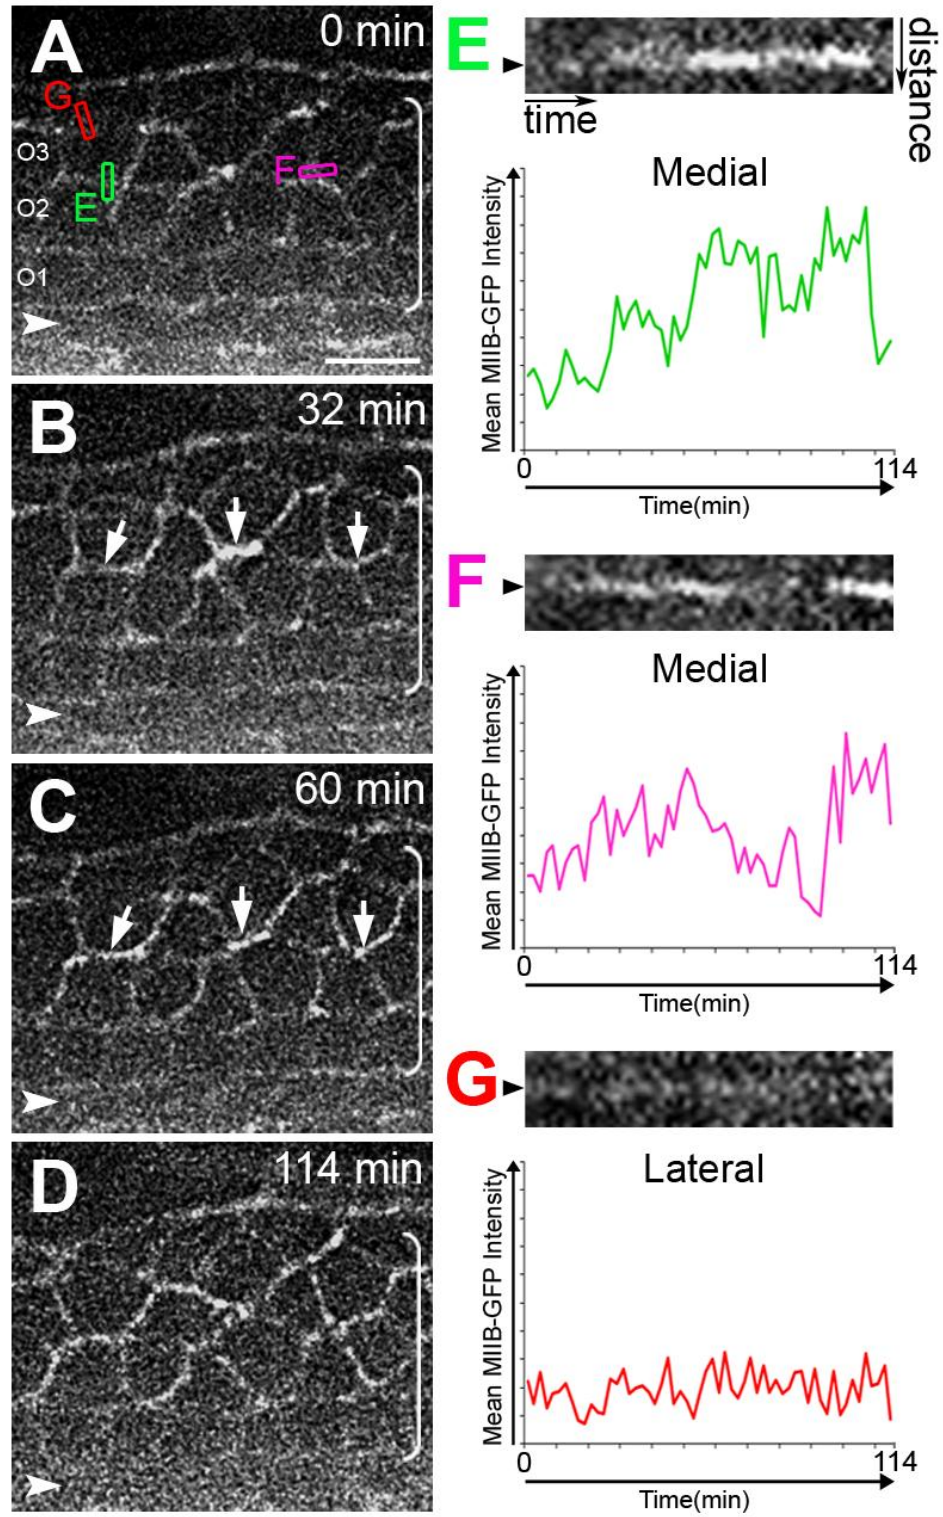 A
0 min
G
O3
F
E
O2
O1
B
32 min
C
60 min
D
114 min
E
distance
time
Medial
Mean MIIB-GFP Intensity
0
114
Time(min)
F
Medial
Mean MIIB-GFP Intensity
0
114
Time(min)
G
Lateral
Mean MIIB-GFP Intensity
0
114
Time(min)